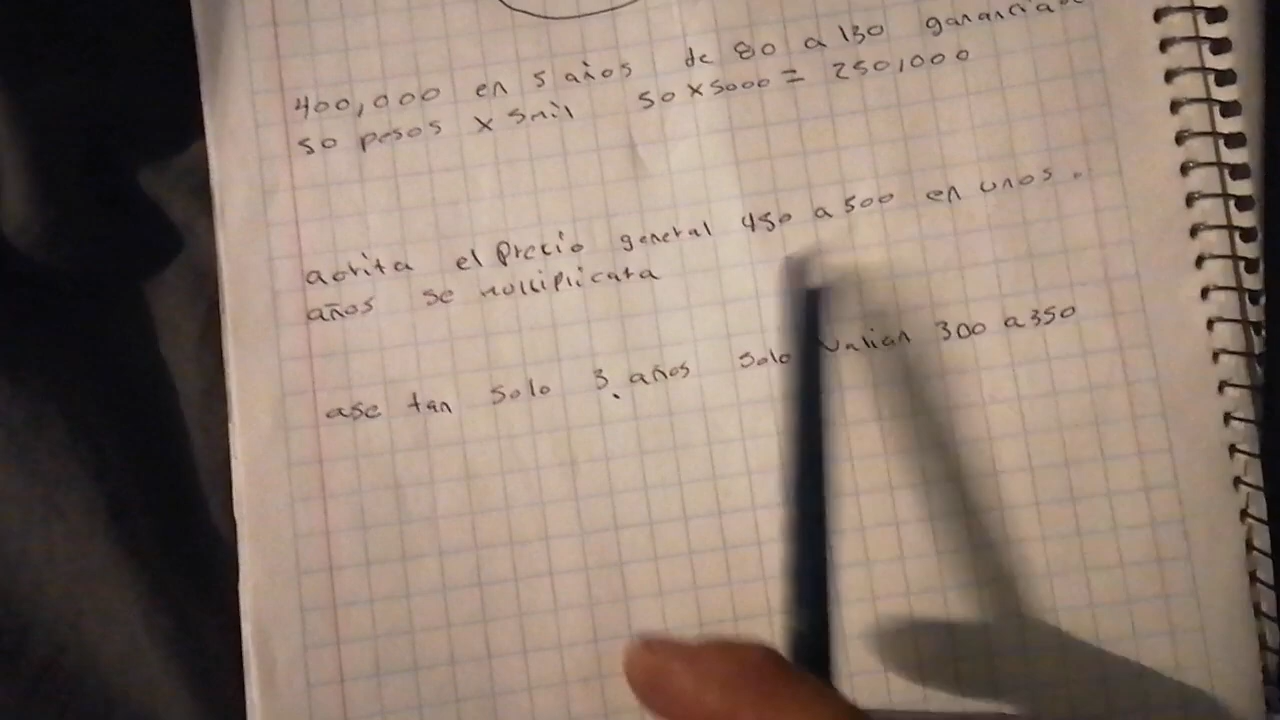 400,000 en 5 años de 80 a 130 ganancia
50 pesos x 5mil 50 x 5000 = 250,000
aorita el precio general 450 a 500 en unos.
años se multiplicara
ase tan solo 3 años solo valian 300 a 350